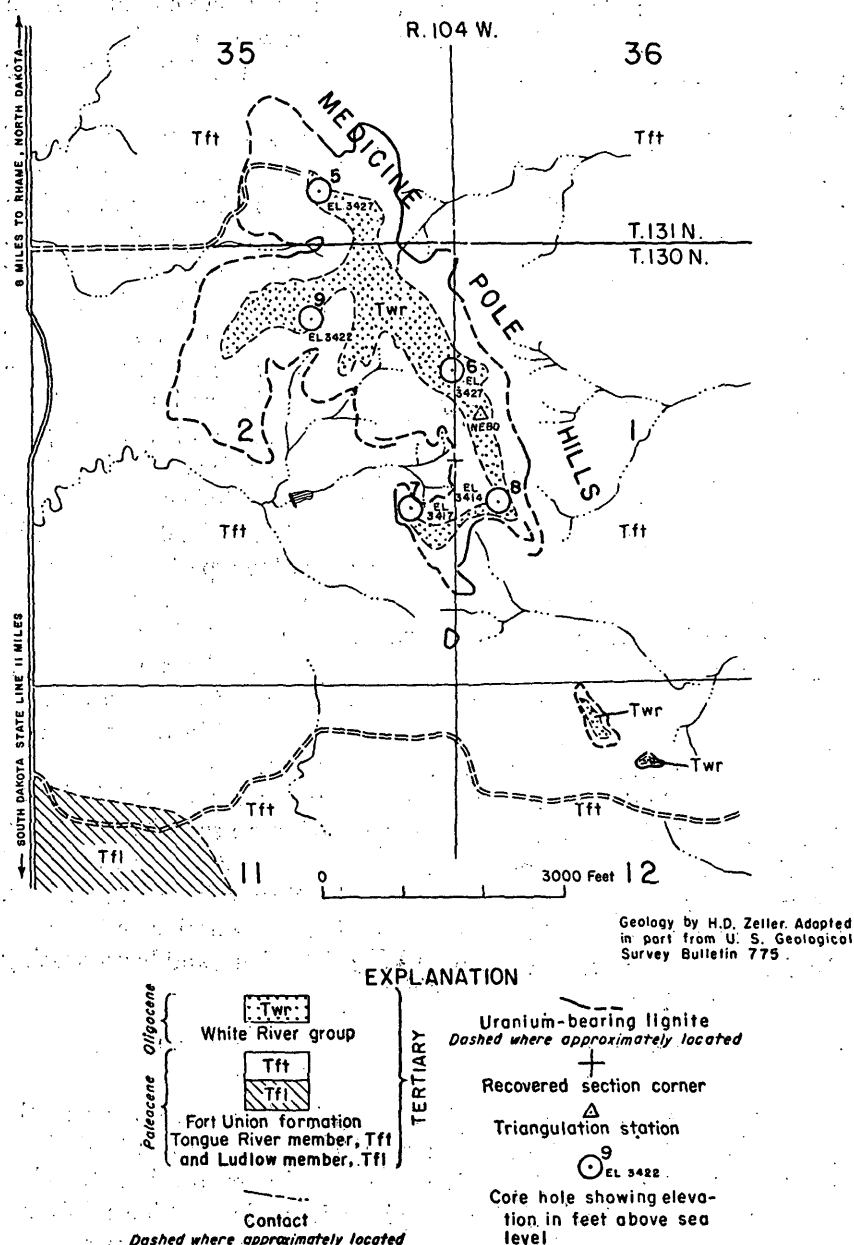 R. 104 W.
35
36
8 MILES TO RHAME, NORTH DAKOTA
MEDICINE
POLE
HILLS
Tft
Tft
5
EL 3427
T.131 N.
T.130 N.
9
EL 3422
Twr
6
EL
3427
NEBO
2
1
7
EL
3417
EL
3414
8
Tft
Tft
SOUTH DAKOTA STATE LINE 11 MILES
Twr
Twr
Tft
Tft
Tfl
11
12
0
3000 Feet
Geology by H.D. Zeller. Adapted
in part from U. S. Geological
Survey Bulletin 775.
EXPLANATION
Oligocene
Twr
White River group
Paleacene
Tft
Tfl
Fort Union formation
Tongue River member, Tft
and Ludlow member, Tfl
TERTIARY
Contact
Dashed where approximately located
Uranium-bearing lignite
Dashed where approximately located
Recovered section corner
Triangulation station
9
EL 3422
Core hole showing eleva-
tion in feet above sea
level